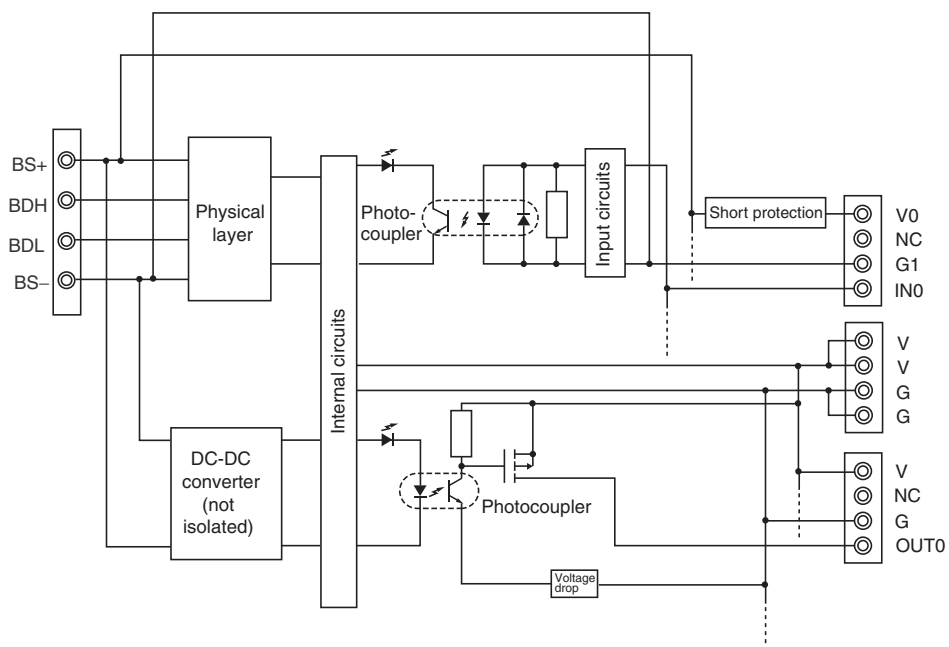 BS+
BDH
BDL
BS−
Physical
layer
Photo-
coupler
Input circuits
Short protection
V0
NC
G1
IN0
Internal circuits
V
V
G
G
DC-DC
converter
(not
isolated)
Photocoupler
Voltage
drop
V
NC
G
OUT0